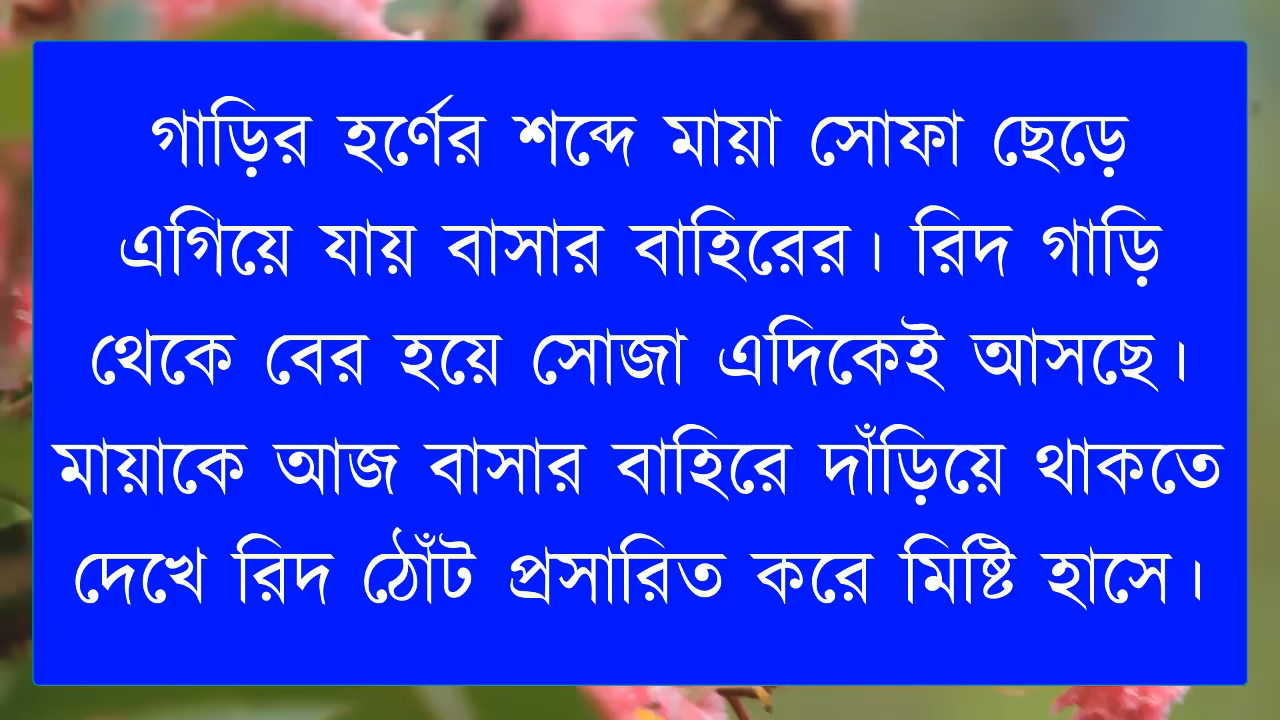 গাড়ির হর্ণের শব্দে মায়া সোফা ছেড়ে
এগিয়ে যায় বাসার বাহিরের। রিদ গাড়ি
থেকে বের হয়ে সোজা এদিকেই আসছে।
মায়াকে আজ বাসার বাহিরে দাঁড়িয়ে থাকতে
দেখে রিদ ঠোঁট প্রসারিত করে মিষ্টি হাসে।